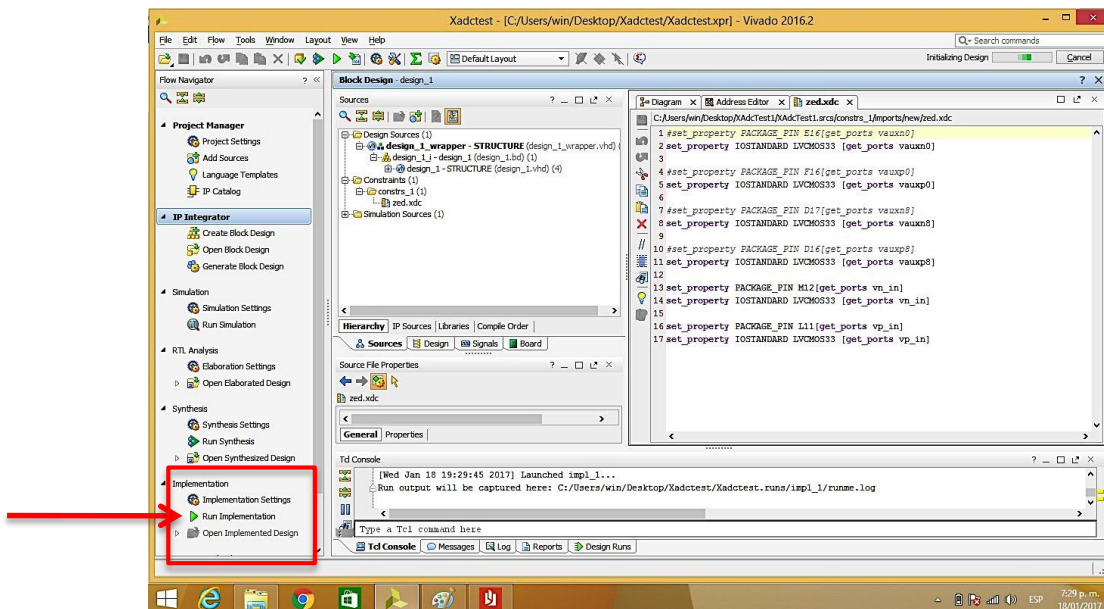 Xadctest - [C:/Users/win/Desktop/Xadctest/Xadctest.xpr] - Vivado 2016.2
File Edit Flow Tools Window Layout View Help
Q- Search commands
Default Layout
Initializing Design
Cancel
Flow Navigator
Project Manager
Project Settings
Add Sources
Language Templates
IP Catalog
IP Integrator
Create Block Design
Open Block Design
Generate Block Design
Simulation
Simulation Settings
Run Simulation
RTL Analysis
Elaboration Settings
Open Elaborated Design
Synthesis
Synthesis Settings
Run Synthesis
Open Synthesized Design
Implementation
Implementation Settings
Run Implementation
Open Implemented Design
Block Design - design_1
Sources
Design Sources (1)
design_1_wrapper - STRUCTURE (design_1_wrapper.vhd) (
design_1_i - design_1 (design_1.bd) (1)
design_1 - STRUCTURE (design_1.vhd) (4)
Constraints (1)
constrs_1 (1)
zed.xdc
Simulation Sources (1)
Hierarchy IP Sources Libraries Compile Order
Sources Design Signals Board
Source File Properties
zed.xdc
General Properties
Diagram Address Editor zed.xdc
C:/Users/win/Desktop/XAdcTest1/XAdcTest1.srcs/constrs_1/imports/new/zed.xdc
1 #set_property PACKAGE_PIN E16[get_ports vauxn0]
2 set_property IOSTANDARD LVCMOS33 [get_ports vauxn0]
3
4 #set_property PACKAGE_PIN F16[get_ports vauxp0]
5 set_property IOSTANDARD LVCMOS33 [get_ports vauxp0]
6
7 #set_property PACKAGE_PIN D17[get_ports vauxn8]
8 set_property IOSTANDARD LVCMOS33 [get_ports vauxn8]
9
10 #set_property PACKAGE_PIN D16[get_ports vauxp8]
11 set_property IOSTANDARD LVCMOS33 [get_ports vauxp8]
12
13 set_property PACKAGE_PIN M12[get_ports vn_in]
14 set_property IOSTANDARD LVCMOS33 [get_ports vn_in]
15
16 set_property PACKAGE_PIN L11[get_ports vp_in]
17 set_property IOSTANDARD LVCMOS33 [get_ports vp_in]
Tcl Console
[Wed Jan 18 19:29:45 2017] Launched impl_1...
Run output will be captured here: C:/Users/win/Desktop/Xadctest/Xadctest.runs/impl_1/runme.log
Type a Tcl command here
Tcl Console Messages Log Reports Design Runs
ESP
7:29 p. m.
18/01/2017